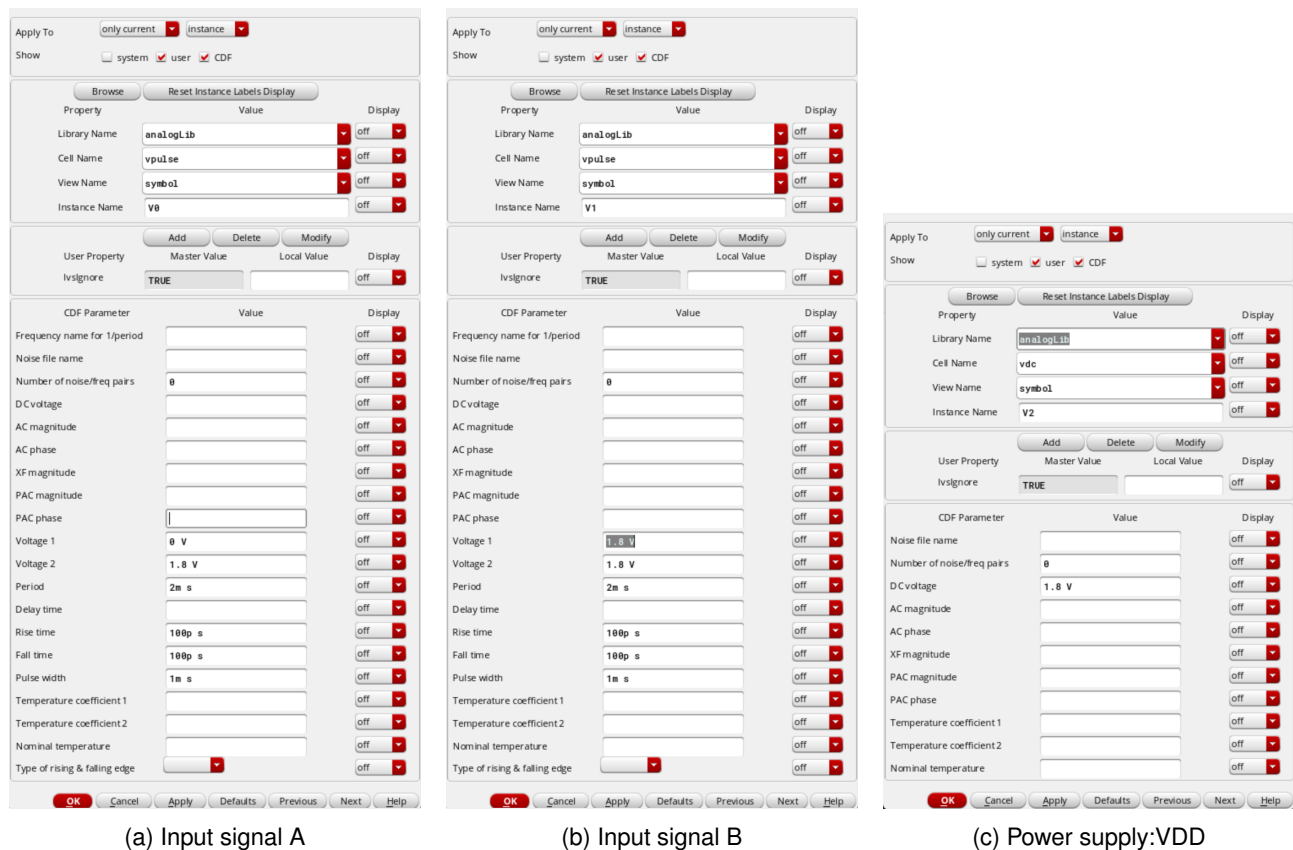 Apply To only current instance
Show system user CDF
Browse Reset Instance Labels Display
Property Value Display
Library Name analogLib off
Cell Name vpulse off
View Name symbol off
Instance Name V0 off
Add Delete Modify
User Property Master Value Local Value Display
lvsIgnore TRUE off
CDF Parameter Value Display
Frequency name for 1/period off
Noise file name off
Number of noise/freq pairs 0 off
DC voltage off
AC magnitude off
AC phase off
XF magnitude off
PAC magnitude off
PAC phase off
Voltage 1 0 V off
Voltage 2 1.8 V off
Period 2m s off
Delay time off
Rise time 100p s off
Fall time 100p s off
Pulse width 1m s off
Temperature coefficient 1 off
Temperature coefficient 2 off
Nominal temperature off
Type of rising & falling edge off
OK Cancel Apply Defaults Previous Next Help
(a) Input signal A
Apply To only current instance
Show system user CDF
Browse Reset Instance Labels Display
Property Value Display
Library Name analogLib off
Cell Name vpulse off
View Name symbol off
Instance Name V1 off
Add Delete Modify
User Property Master Value Local Value Display
lvsIgnore TRUE off
CDF Parameter Value Display
Frequency name for 1/period off
Noise file name off
Number of noise/freq pairs 0 off
DC voltage off
AC magnitude off
AC phase off
XF magnitude off
PAC magnitude off
PAC phase off
Voltage 1 1.8 V off
Voltage 2 1.8 V off
Period 2m s off
Delay time off
Rise time 100p s off
Fall time 100p s off
Pulse width 1m s off
Temperature coefficient 1 off
Temperature coefficient 2 off
Nominal temperature off
Type of rising & falling edge off
OK Cancel Apply Defaults Previous Next Help
(b) Input signal B
Apply To only current instance
Show system user CDF
Browse Reset Instance Labels Display
Property Value Display
Library Name analogLib off
Cell Name vdc off
View Name symbol off
Instance Name V2 off
Add Delete Modify
User Property Master Value Local Value Display
lvsIgnore TRUE off
CDF Parameter Value Display
Noise file name off
Number of noise/freq pairs 0 off
DC voltage 1.8 V off
AC magnitude off
AC phase off
XF magnitude off
PAC magnitude off
PAC phase off
Temperature coefficient 1 off
Temperature coefficient 2 off
Nominal temperature off
OK Cancel Apply Defaults Previous Next Help
(c) Power supply:VDD